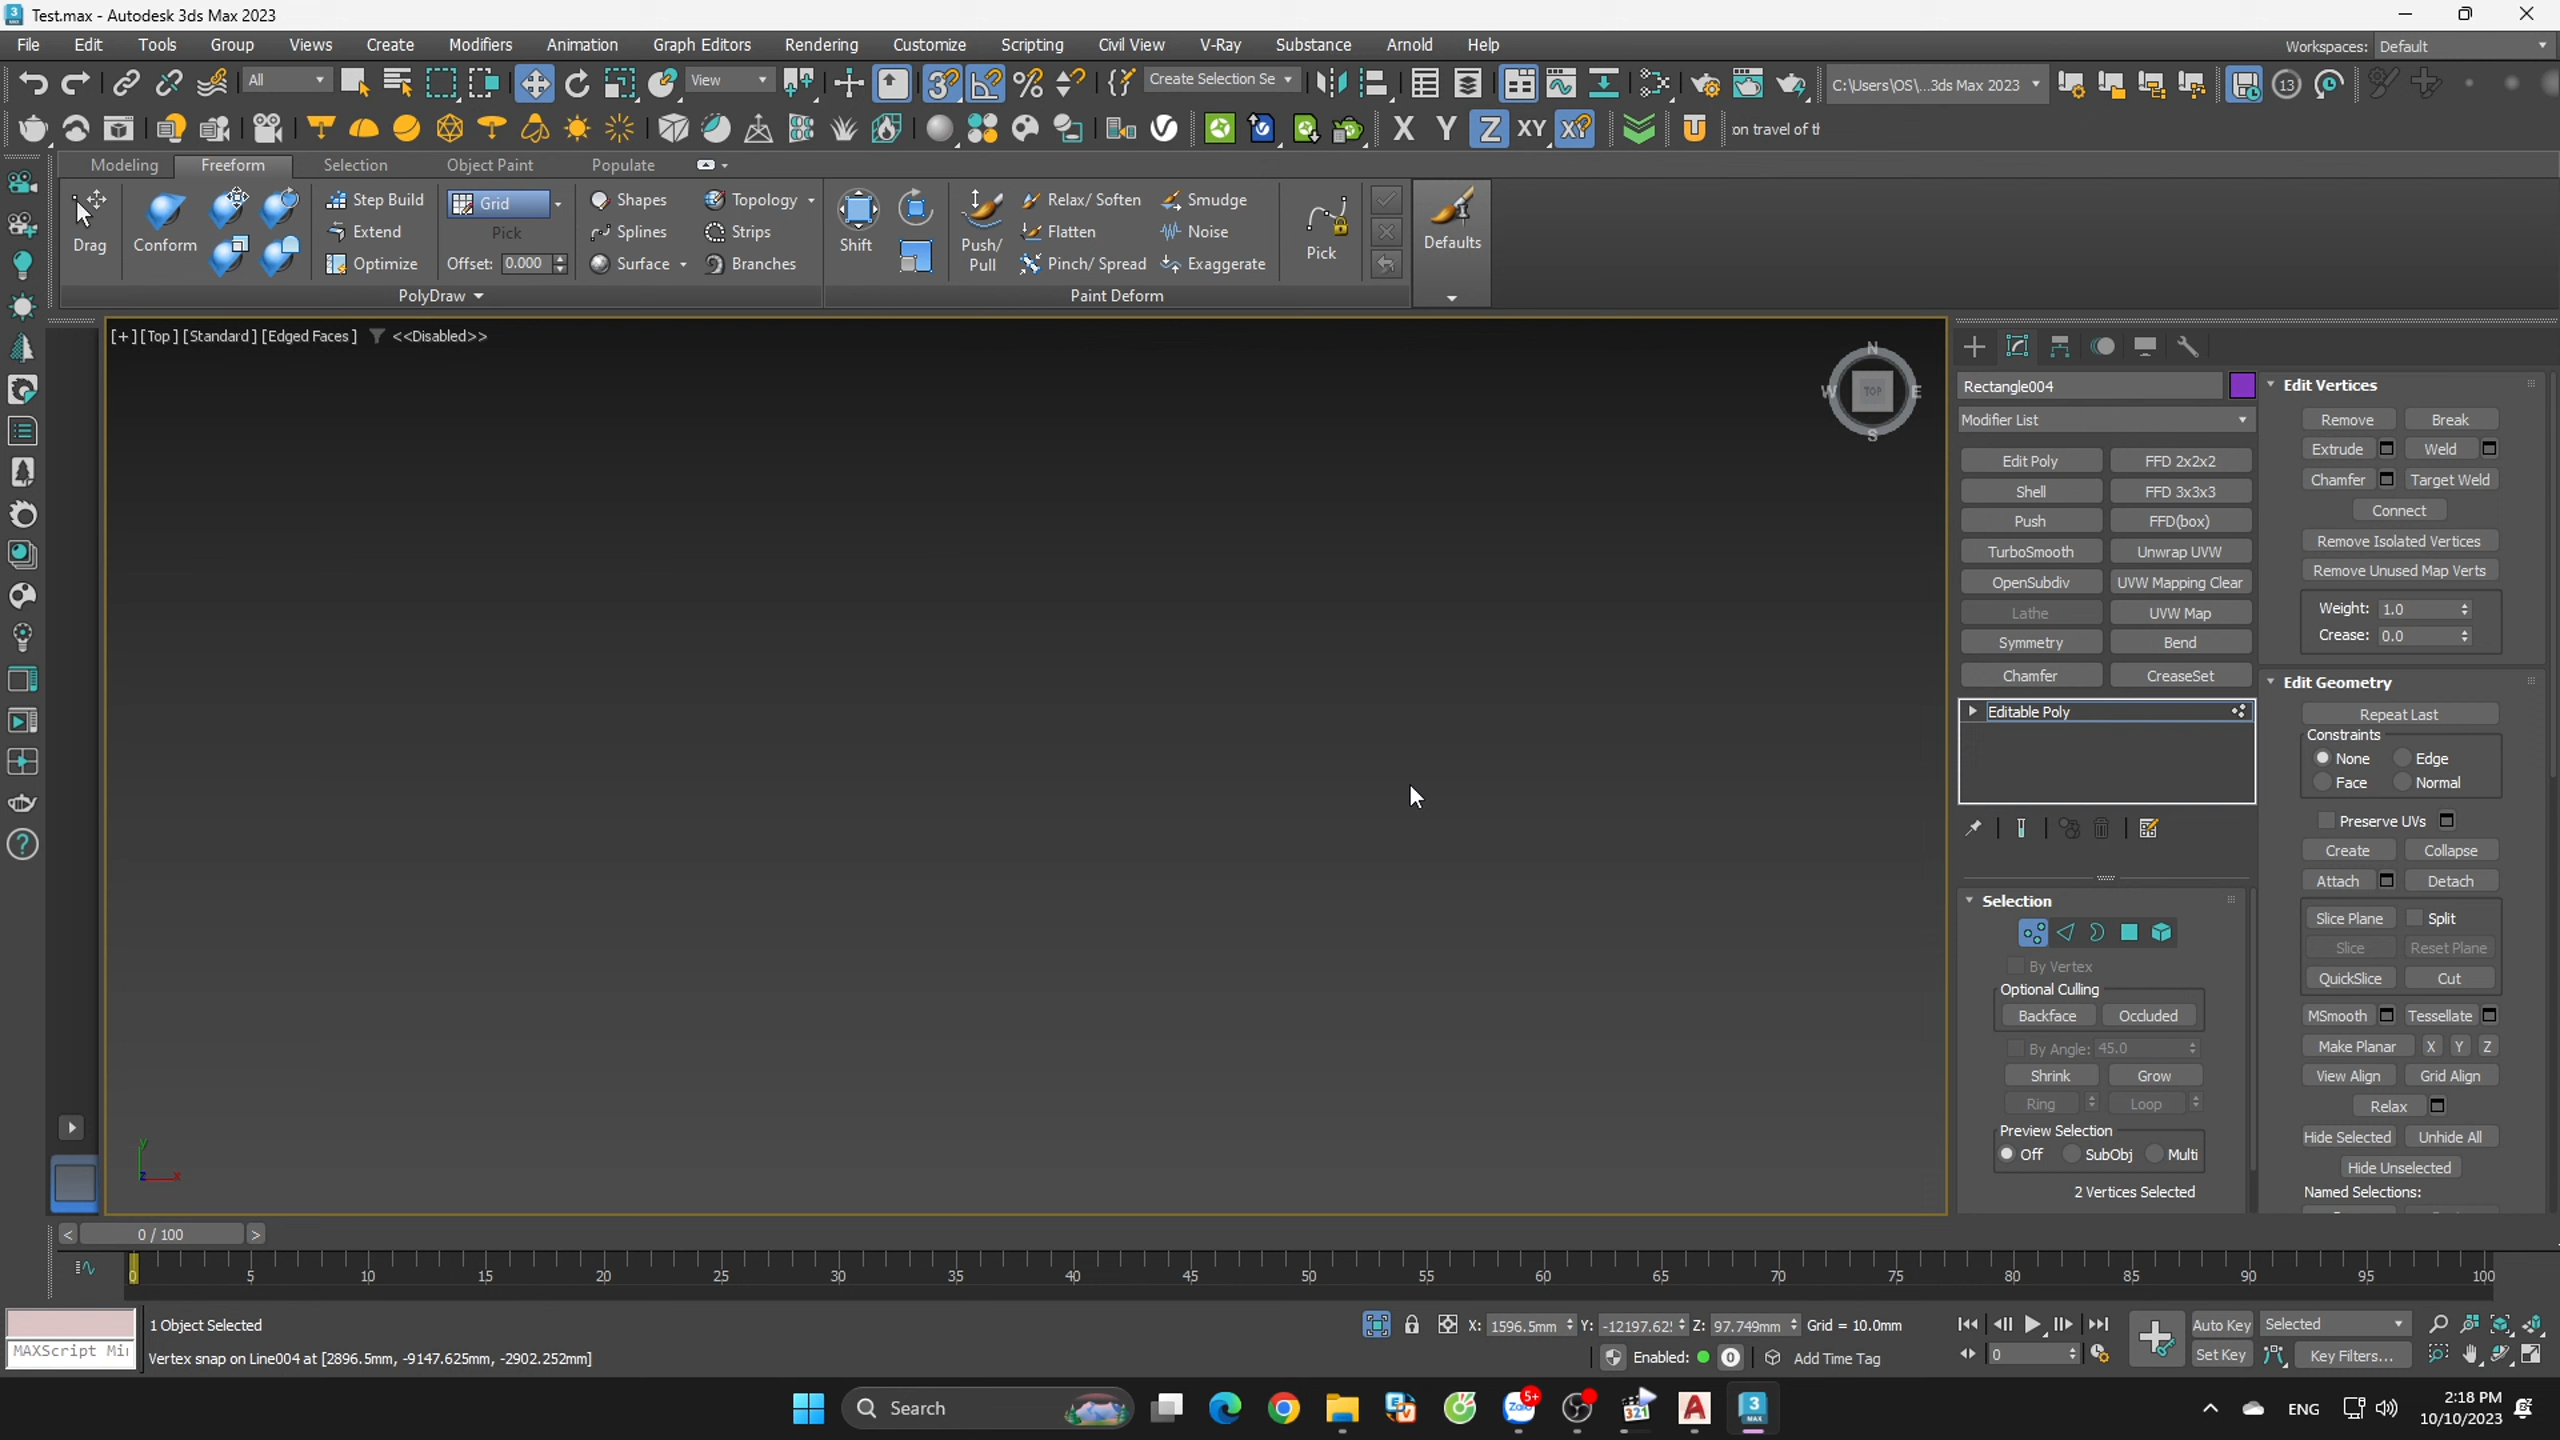 Test.max - Autodesk 3ds Max 2023
File Edit Tools Group Views Create Modifiers Animation Graph Editors Rendering Customize Scripting Civil View V-Ray Substance Arnold Help Workspaces: Default
All View Create Selection Se C:\Users\OS\...3ds Max 2023 13
X Y Z XY on travel of
Modeling Freeform Selection Object Paint Populate
Step Build Grid Shapes Topology Relax/ Soften Smudge
Drag Conform Extend Pick Splines Strips Shift Push/ Pull Flatten Noise Pick Defaults
Optimize Offset: 0.000 Surface Branches Pinch/ Spread Exaggerate
PolyDraw Paint Deform
[+] [Top] [Standard] [Edged Faces] <<Disabled>>
N
W TOP E
S
Rectangle004
Modifier List
Edit Poly FFD 2x2x2
Shell FFD 3x3x3
Push FFD(box)
TurboSmooth Unwrap UVW
OpenSubdiv UVW Mapping Clear
Lathe UVW Map
Symmetry Bend
Chamfer CreaseSet
Editable Poly
Selection
By Vertex
Optional Culling
Backface Occluded
By Angle: 45.0
Shrink Grow
Ring Loop
Preview Selection
Off SubObj Multi
2 Vertices Selected
Edit Vertices
Remove Break
Extrude Weld
Chamfer Target Weld
Connect
Remove Isolated Vertices
Remove Unused Map Verts
Weight: 1.0
Crease: 0.0
Edit Geometry
Repeat Last
Constraints
None Edge
Face Normal
Preserve UVs
Create Collapse
Attach Detach
Slice Plane Split
Slice Reset Plane
QuickSlice Cut
MSmooth Tessellate
Make Planar X Y Z
View Align Grid Align
Relax
Hide Selected Unhide All
Hide Unselected
Named Selections:
y
z x
< 0 / 100 >
0 5 10 15 20 25 30 35 40 45 50 55 60 65 70 75 80 85 90 95 100
1 Object Selected X: 1596.5mm Y: -12197.62 Z: 97.749mm Grid = 10.0mm Auto Key Selected
MAXScript Mi Vertex snap on Line004 at [2896.5mm, -9147.625mm, -2902.252mm] Enabled: 0 Add Time Tag 0 Set Key Key Filters...
Search 5+ Zalo 321 3 MAX ENG 2:18 PM
10/10/2023